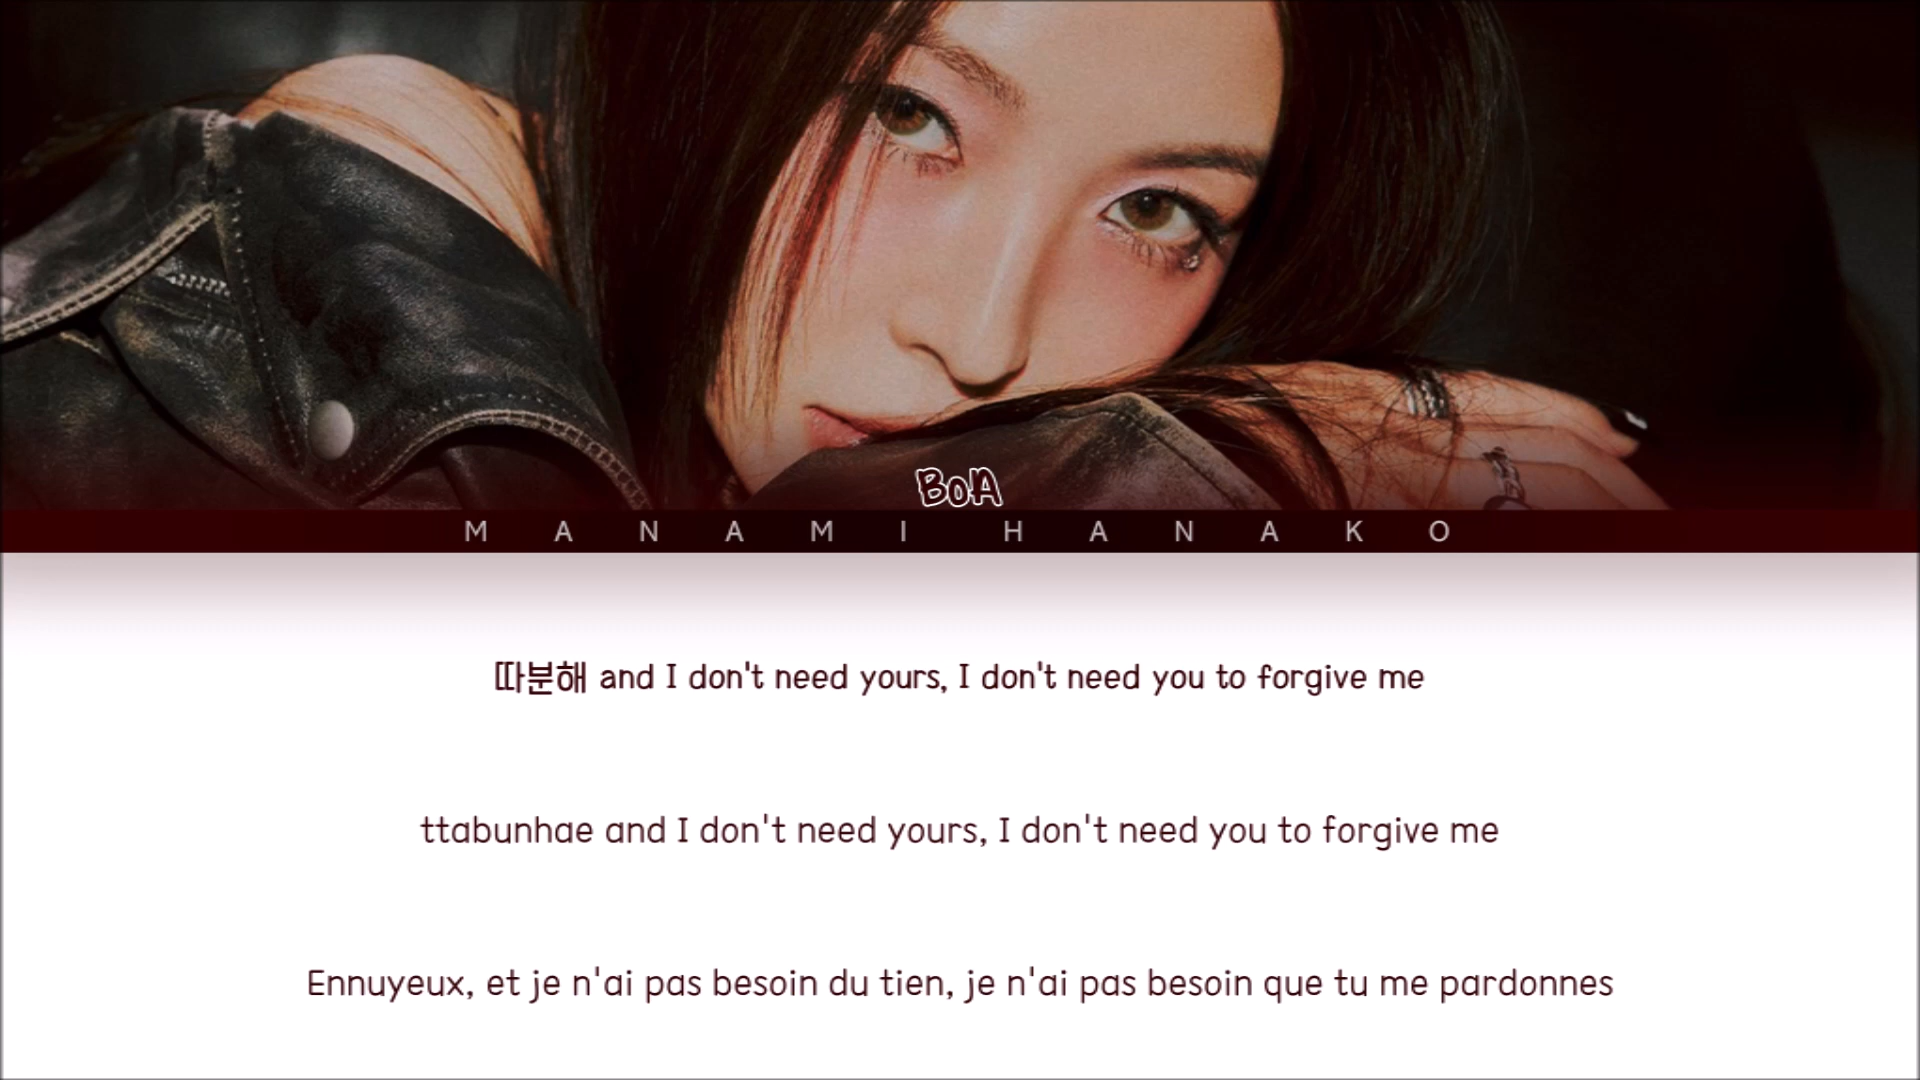 BoA
MANAMI HANAKO
따분해 and I don't need yours, I don't need you to forgive me
ttabunhae and I don't need yours, I don't need you to forgive me
Ennuyeux, et je n'ai pas besoin du tien, je n'ai pas besoin que tu me pardonnes